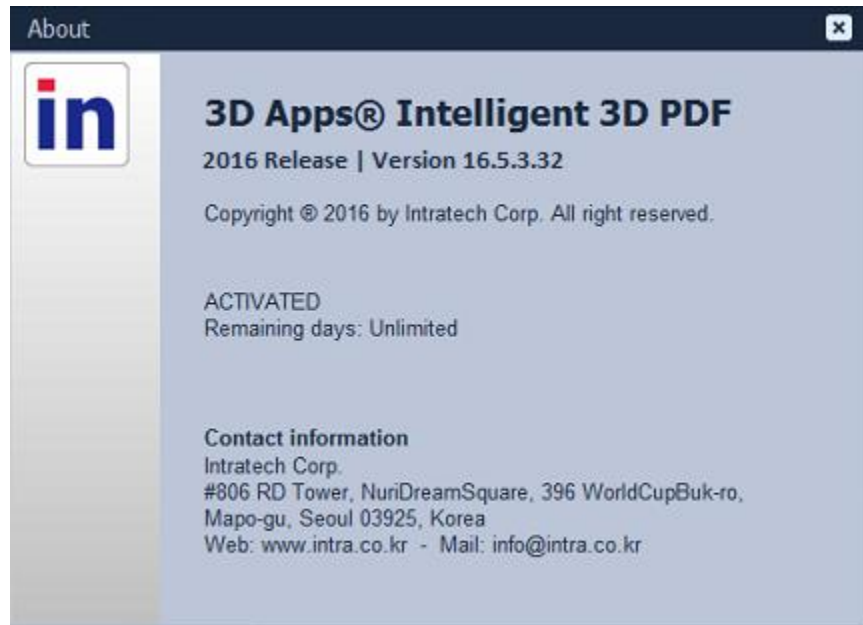 About
in
3D Apps® Intelligent 3D PDF
2016 Release | Version 16.5.3.32
Copyright ® 2016 by Intratech Corp. All right reserved.
ACTIVATED
Remaining days: Unlimited
Contact information
Intratech Corp.
#806 RD Tower, NuriDreamSquare, 396 WorldCupBuk-ro,
Mapo-gu, Seoul 03925, Korea
Web: www.intra.co.kr - Mail: info@intra.co.kr